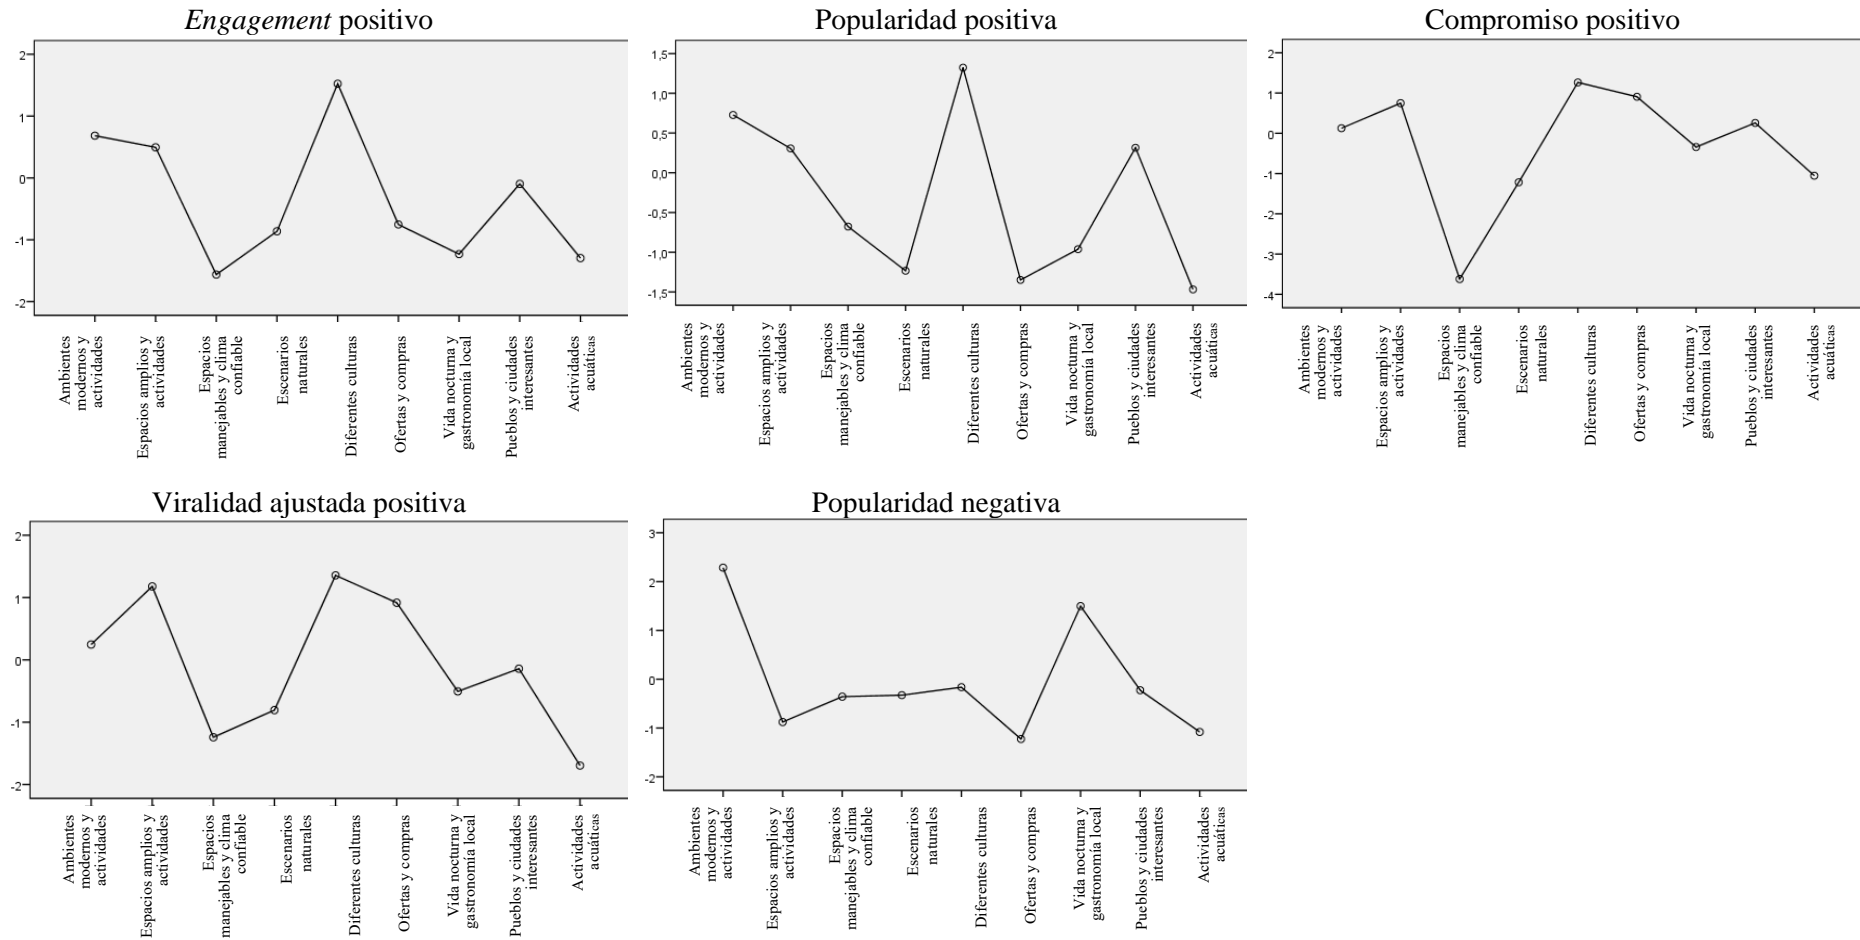 Engagement positivo
2
1
0
-1
-2
Ambientes
modernos y
actividades
Espacios amplios y
actividades
Espacios
manejables y clima
confiable
Escenarios
naturales
Diferentes culturas
Ofertas y compras
Vida nocturna y
gastronomía local
Pueblos y ciudades
interesantes
Actividades
acuáticas
Popularidad positiva
1,5
1,0
0,5
0,0
-0,5
-1,0
-1,5
Ambientes
modernos y
actividades
Espacios amplios y
actividades
Espacios
manejables y clima
confiable
Escenarios
naturales
Diferentes culturas
Ofertas y compras
Vida nocturna y
gastronomía local
Pueblos y ciudades
interesantes
Actividades
acuáticas
Compromiso positivo
2
1
0
-1
-2
-3
-4
Ambientes
modernos y
actividades
Espacios amplios y
actividades
Espacios
manejables y clima
confiable
Escenarios
naturales
Diferentes culturas
Ofertas y compras
Vida nocturna y
gastronomía local
Pueblos y ciudades
interesantes
Actividades
acuáticas
Viralidad ajustada positiva
2
1
0
-1
-2
Ambientes
modernos y
actividades
Espacios amplios y
actividades
Espacios
manejables y clima
confiable
Escenarios
naturales
Diferentes culturas
Ofertas y compras
Vida nocturna y
gastronomía local
Pueblos y ciudades
interesantes
Actividades
acuáticas
Popularidad negativa
3
2
1
0
-1
-2
Ambientes
modernos y
actividades
Espacios amplios y
actividades
Espacios
manejables y clima
confiable
Escenarios
naturales
Diferentes culturas
Ofertas y compras
Vida nocturna y
gastronomía local
Pueblos y ciudades
interesantes
Actividades
acuáticas